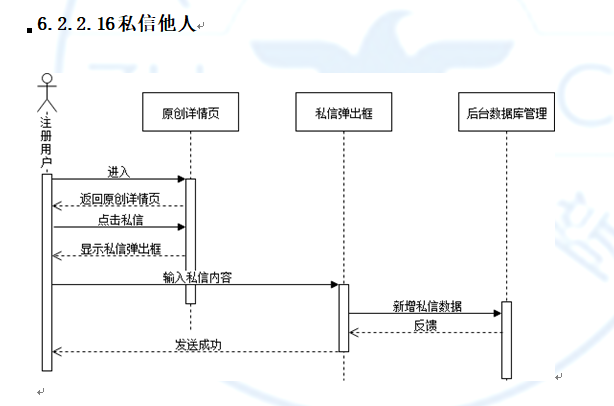 6.2.2.16私信他人
注册用户
原创详情页
私信弹出框
后台数据库管理
进入
返回原创详情页
点击私信
显示私信弹出框
输入私信内容
新增私信数据
反馈
发送成功